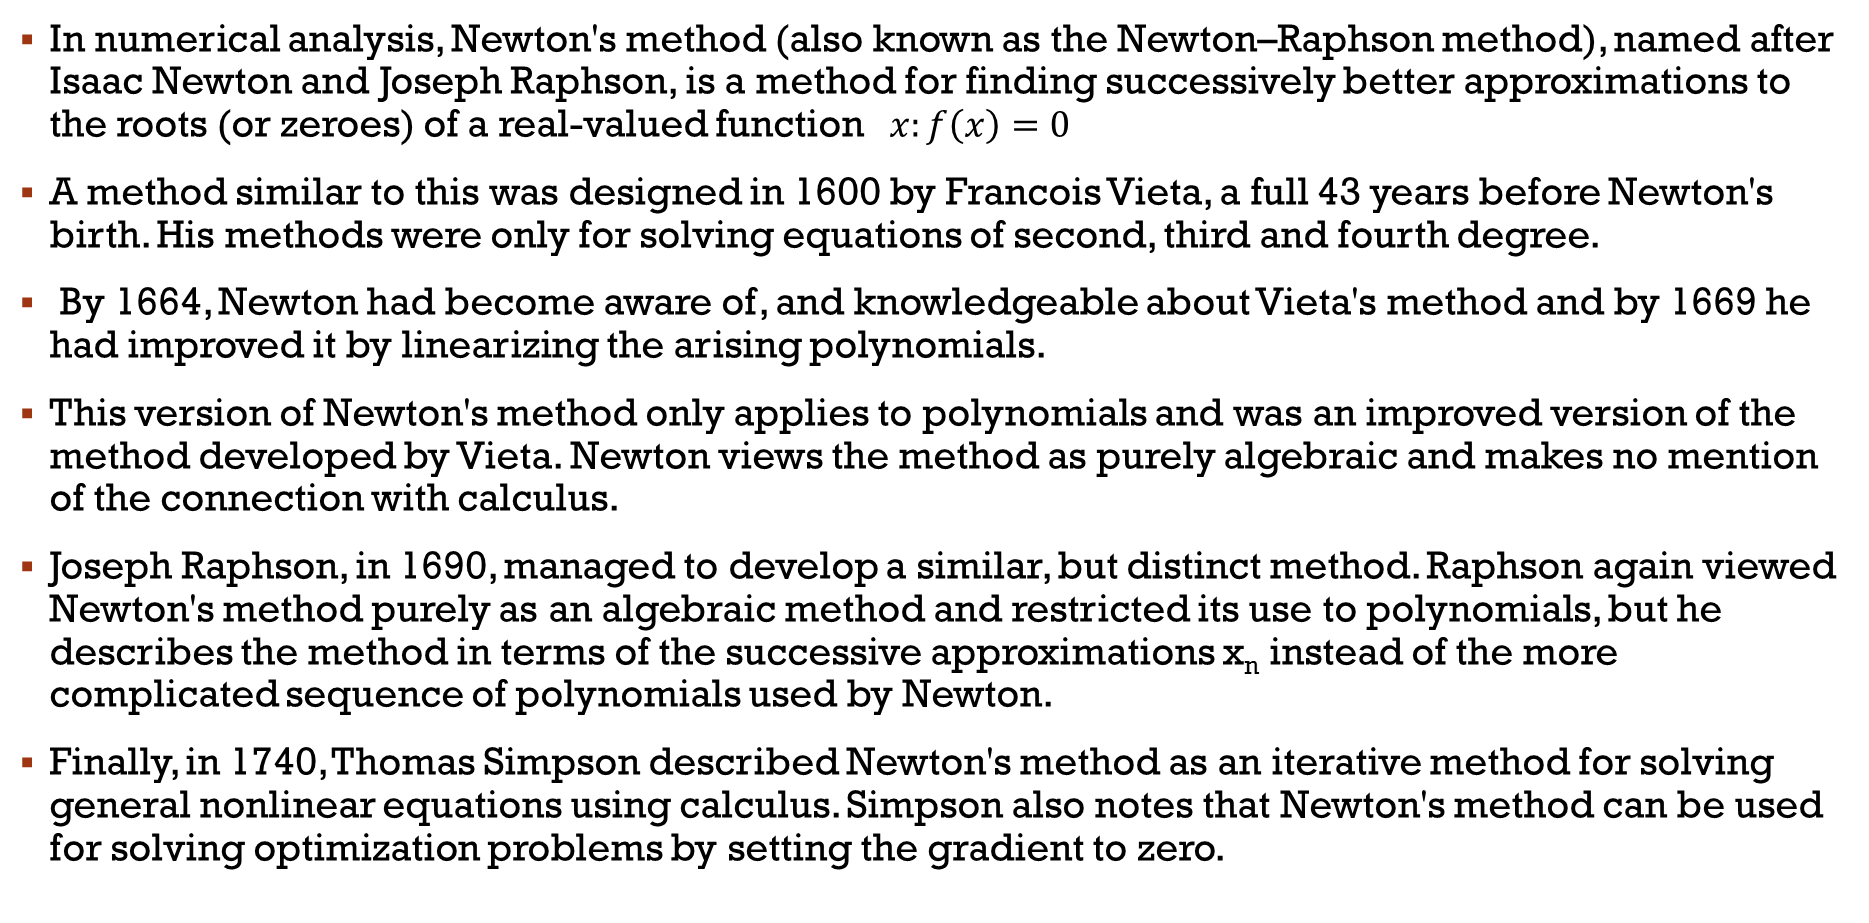 ▪ In numerical analysis, Newton's method (also known as the Newton–Raphson method), named after
Isaac Newton and Joseph Raphson, is a method for finding successively better approximations to
the roots (or zeroes) of a real-valued function x: f(x) = 0
▪ A method similar to this was designed in 1600 by Francois Vieta, a full 43 years before Newton's
birth. His methods were only for solving equations of second, third and fourth degree.
▪ By 1664, Newton had become aware of, and knowledgeable about Vieta's method and by 1669 he
had improved it by linearizing the arising polynomials.
▪ This version of Newton's method only applies to polynomials and was an improved version of the
method developed by Vieta. Newton views the method as purely algebraic and makes no mention
of the connection with calculus.
▪ Joseph Raphson, in 1690, managed to develop a similar, but distinct method. Raphson again viewed
Newton's method purely as an algebraic method and restricted its use to polynomials, but he
describes the method in terms of the successive approximations xₙ instead of the more
complicated sequence of polynomials used by Newton.
▪ Finally, in 1740, Thomas Simpson described Newton's method as an iterative method for solving
general nonlinear equations using calculus. Simpson also notes that Newton's method can be used
for solving optimization problems by setting the gradient to zero.